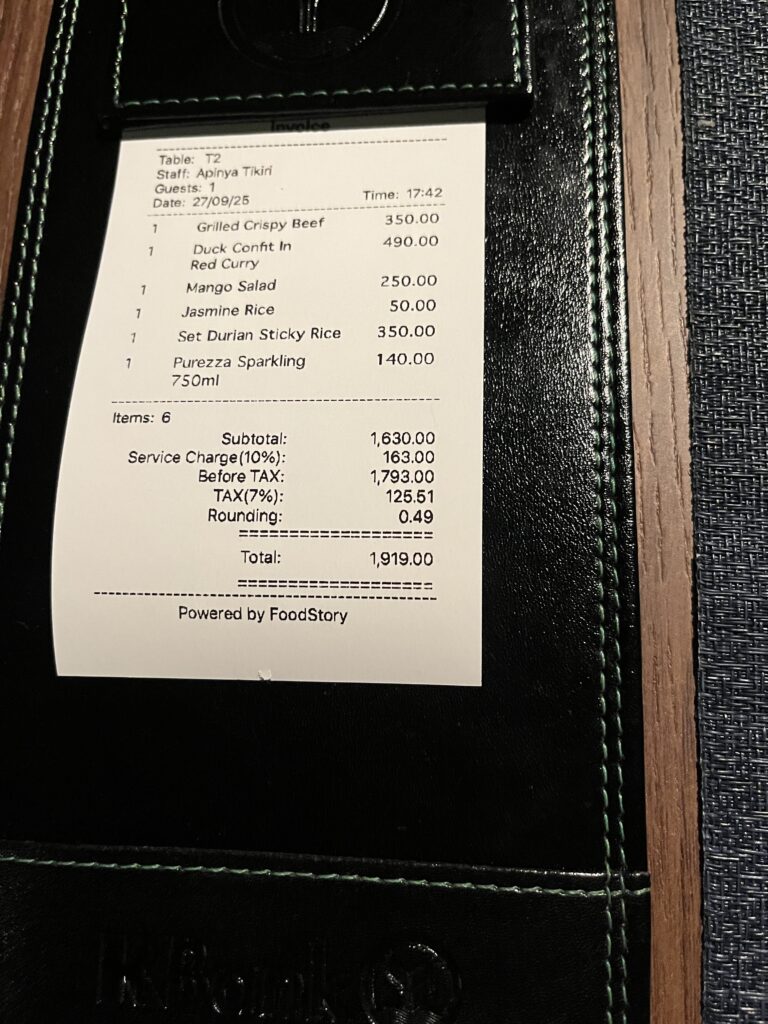 Invoice
Table: T2
Staff: Apinya Tikiri
Guests: 1
Date: 27/09/25 Time: 17:42
1 Grilled Crispy Beef 350.00
1 Duck Confit In 490.00
Red Curry
1 Mango Salad 250.00
1 Jasmine Rice 50.00
1 Set Durian Sticky Rice 350.00
1 Purezza Sparkling 140.00
750ml
Items: 6
Subtotal: 1,630.00
Service Charge(10%): 163.00
Before TAX: 1,793.00
TAX(7%): 125.51
Rounding: 0.49
Total: 1,919.00
Powered by FoodStory
KBank